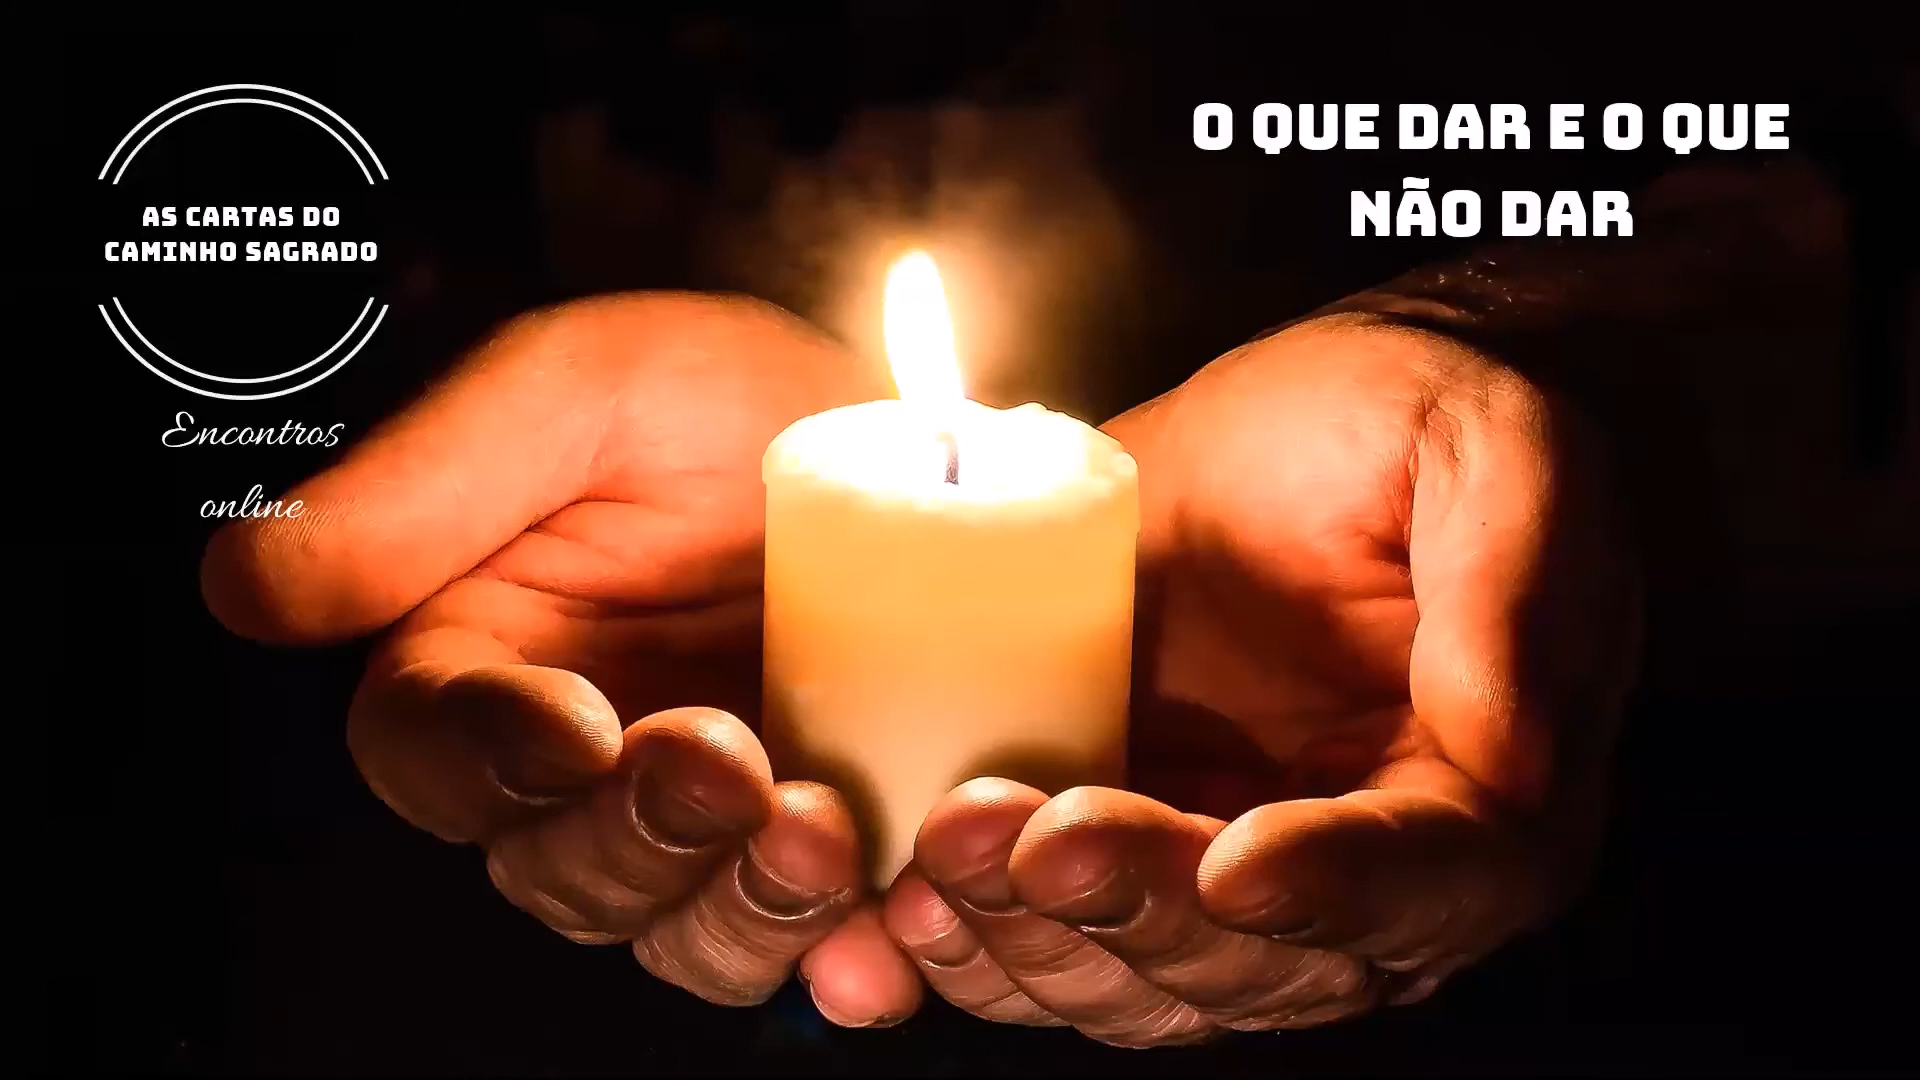 AS CARTAS DO
CAMINHO SAGRADO
Encontros
online
O QUE DAR E O QUE
NÃO DAR